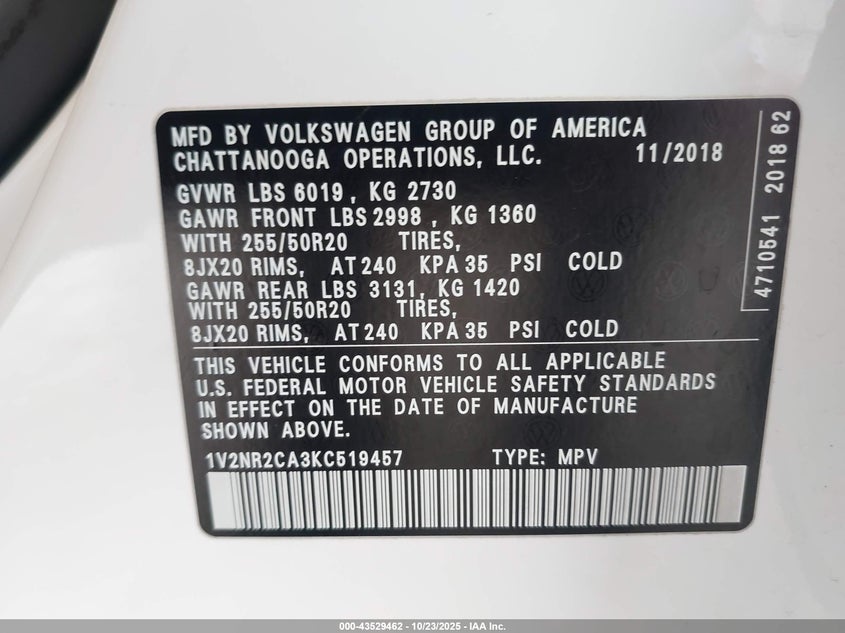 MFD BY VOLKSWAGEN GROUP OF AMERICA
CHATTANOOGA OPERATIONS, LLC. 11/2018
GVWR LBS 6019 , KG 2730
GAWR FRONT LBS 2998 , KG 1360
WITH 255/50R20 TIRES,
8JX20 RIMS, AT 240 KPA 35 PSI COLD
GAWR REAR LBS 3131, KG 1420
WITH 255/50R20 TIRES,
8JX20 RIMS, AT 240 KPA 35 PSI COLD
THIS VEHICLE CONFORMS TO ALL APPLICABLE
U.S. FEDERAL MOTOR VEHICLE SAFETY STANDARDS
IN EFFECT ON THE DATE OF MANUFACTURE
SHOWN ABOVE.
1V2NR2CA3KC519457 TYPE: MPV
4710541 2018 62
000-43529462 - 10/23/2025 - IAA Inc.